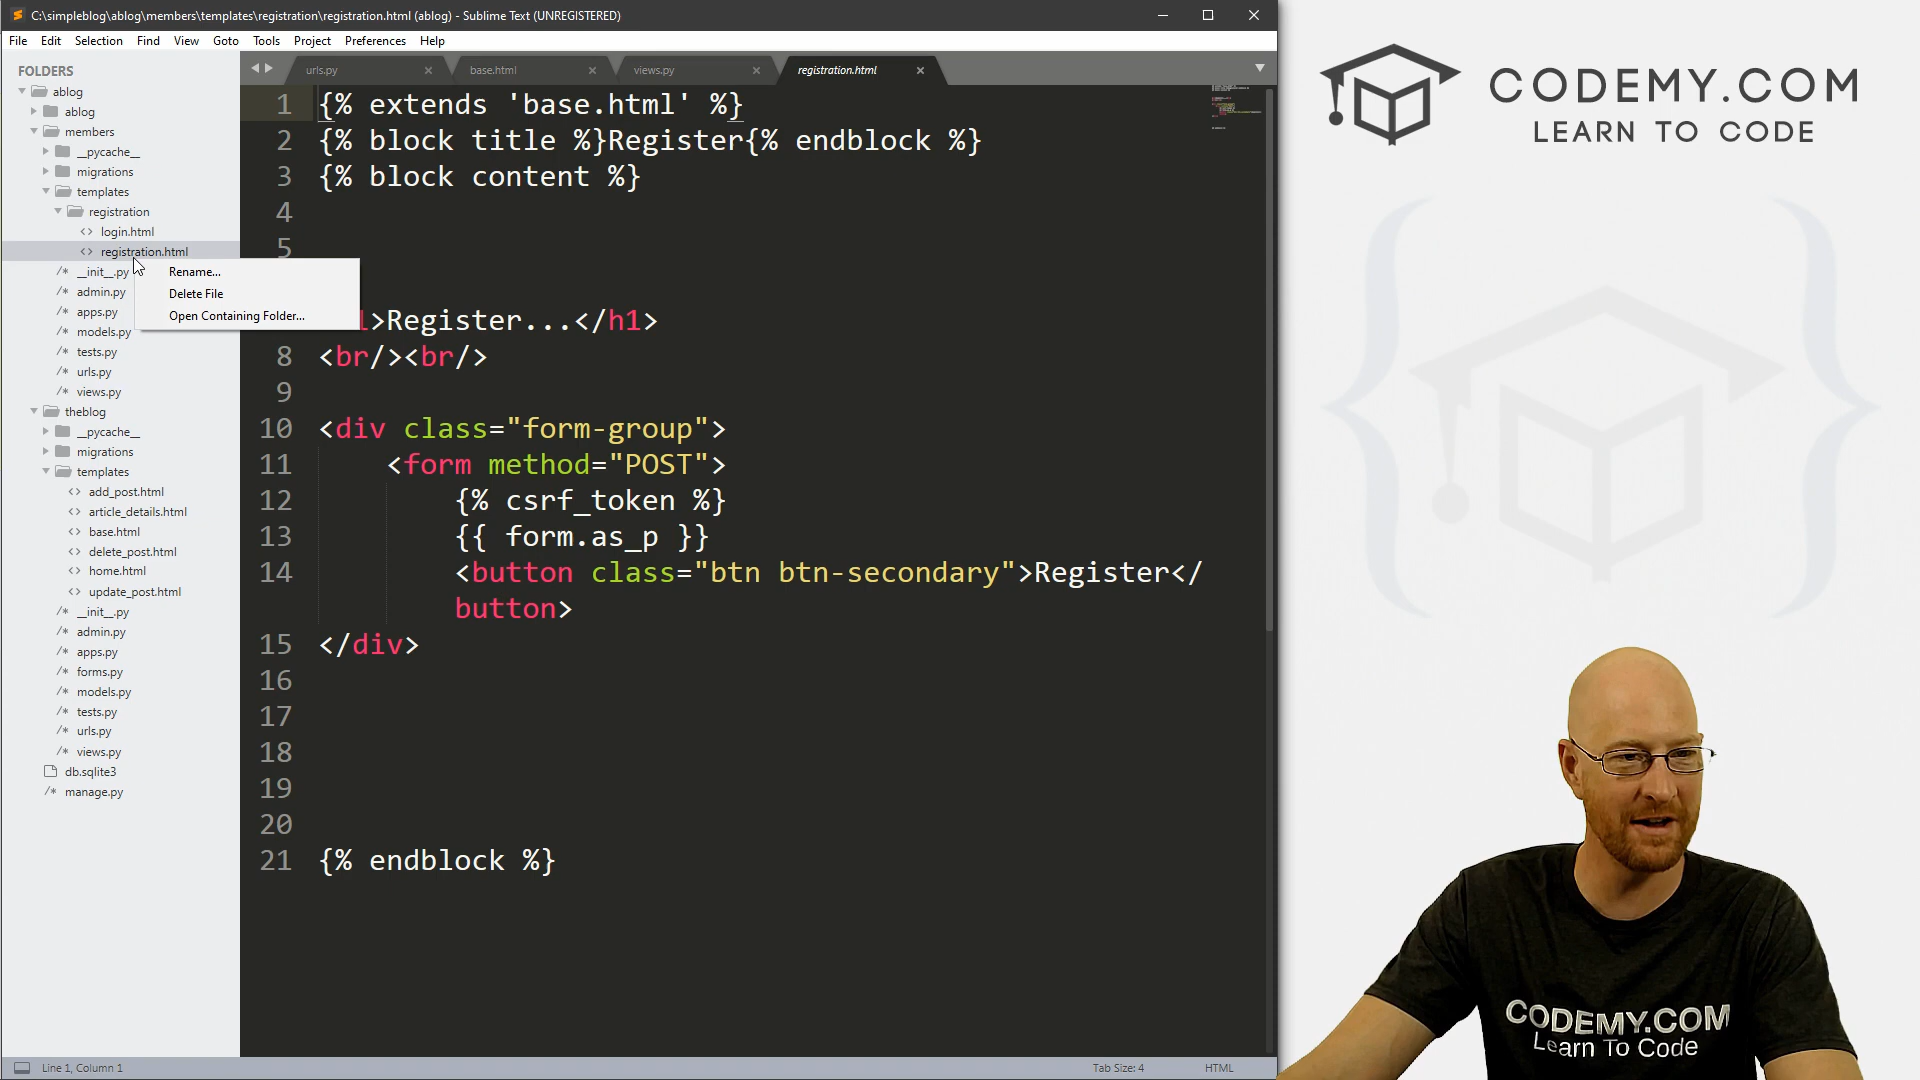 C:\simpleblog\ablog\members\templates\registration\registration.html (ablog) - Sublime Text (UNREGISTERED)
File Edit Selection Find View Goto Tools Project Preferences Help
FOLDERS
ablog
ablog
members
__pycache__
migrations
templates
registration
login.html
registration.html
__init__.py
admin.py
apps.py
models.py
tests.py
urls.py
views.py
theblog
__pycache__
migrations
templates
add_post.html
article_details.html
base.html
delete_post.html
home.html
update_post.html
__init__.py
admin.py
apps.py
forms.py
models.py
tests.py
urls.py
views.py
db.sqlite3
manage.py
Rename...
Delete File
Open Containing Folder...
urls.py base.html views.py registration.html
1 {% extends 'base.html' %}
2 {% block title %}Register{% endblock %}
3 {% block content %}
4
5
>Register...</h1>
8 <br/><br/>
9
10 <div class="form-group">
11 <form method="POST">
12 {% csrf_token %}
13 {{ form.as_p }}
14 <button class="btn btn-secondary">Register</
button>
15 </div>
16
17
18
19
20
21 {% endblock %}
Line 1, Column 1
Tab Size: 4
HTML
CODEMY.COM
LEARN TO CODE
CODEMY.COM
Learn To Code